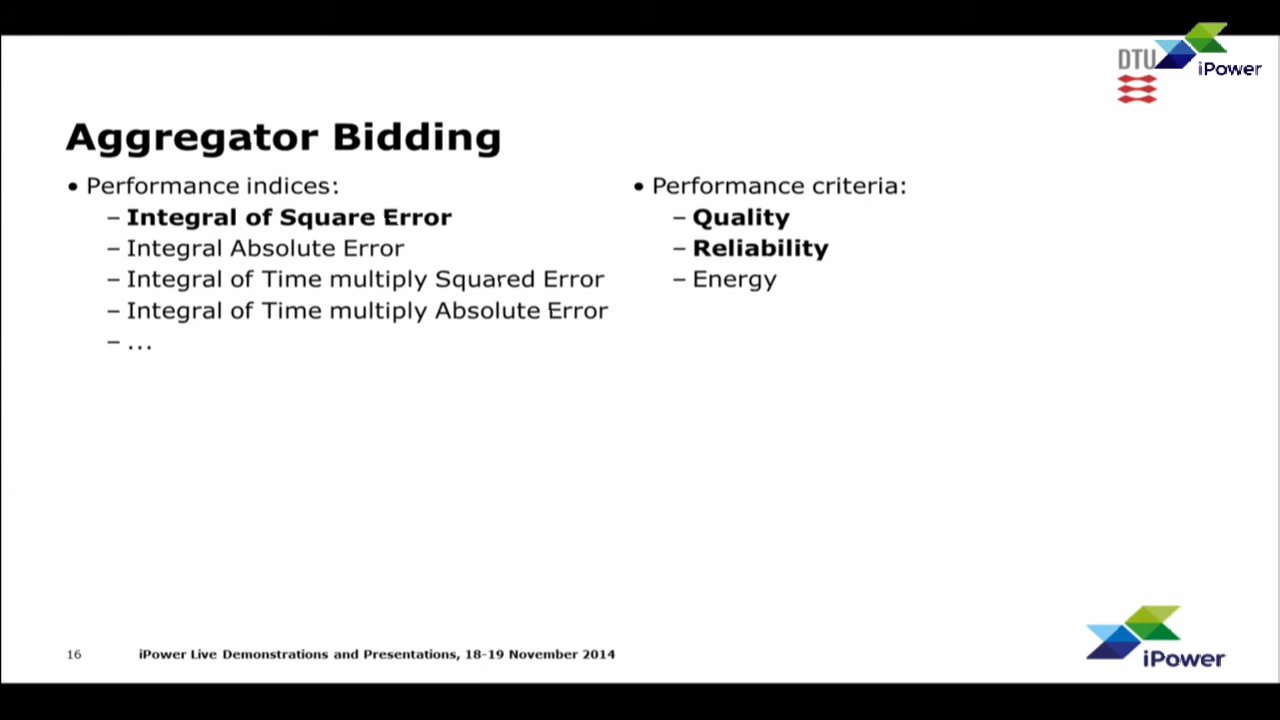 DTU
iPower
Aggregator Bidding
• Performance indices:
– Integral of Square Error
– Integral Absolute Error
– Integral of Time multiply Squared Error
– Integral of Time multiply Absolute Error
– ...
• Performance criteria:
– Quality
– Reliability
– Energy
16 iPower Live Demonstrations and Presentations, 18-19 November 2014
iPower